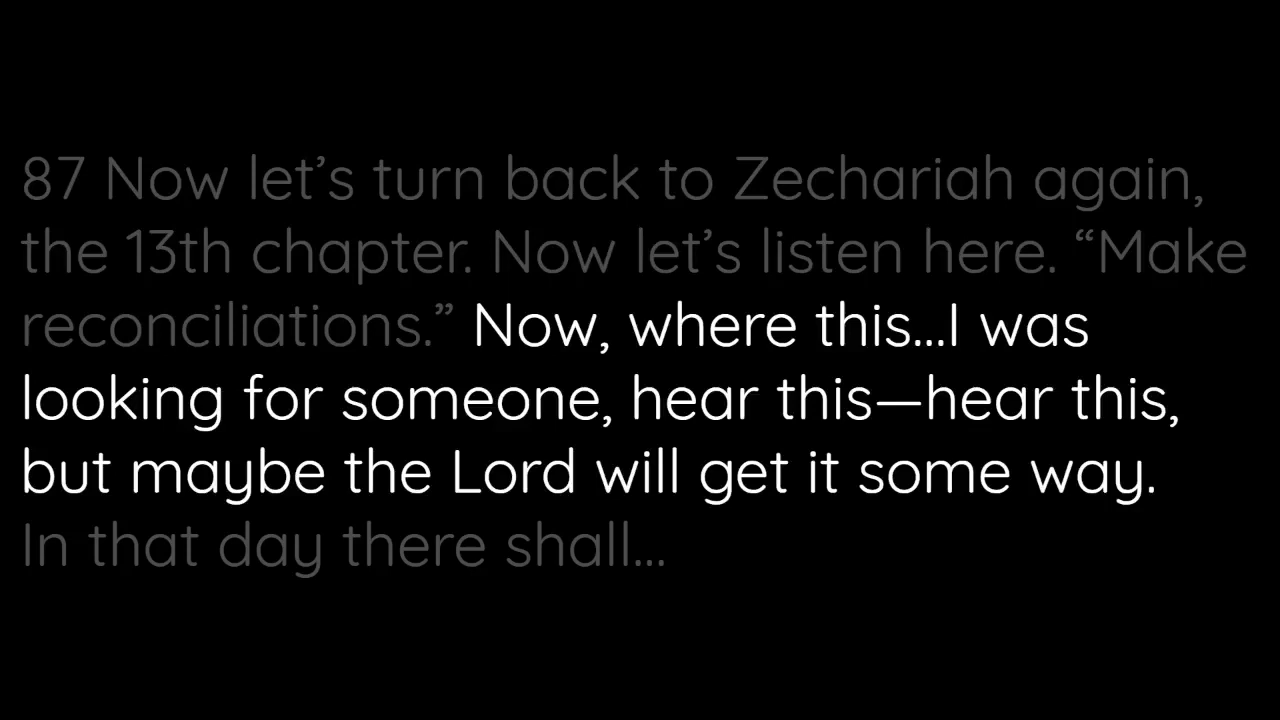 87 Now let’s turn back to Zechariah again,
the 13th chapter. Now let’s listen here. “Make
reconciliations.” Now, where this...I was
looking for someone, hear this—hear this,
but maybe the Lord will get it some way.
In that day there shall...